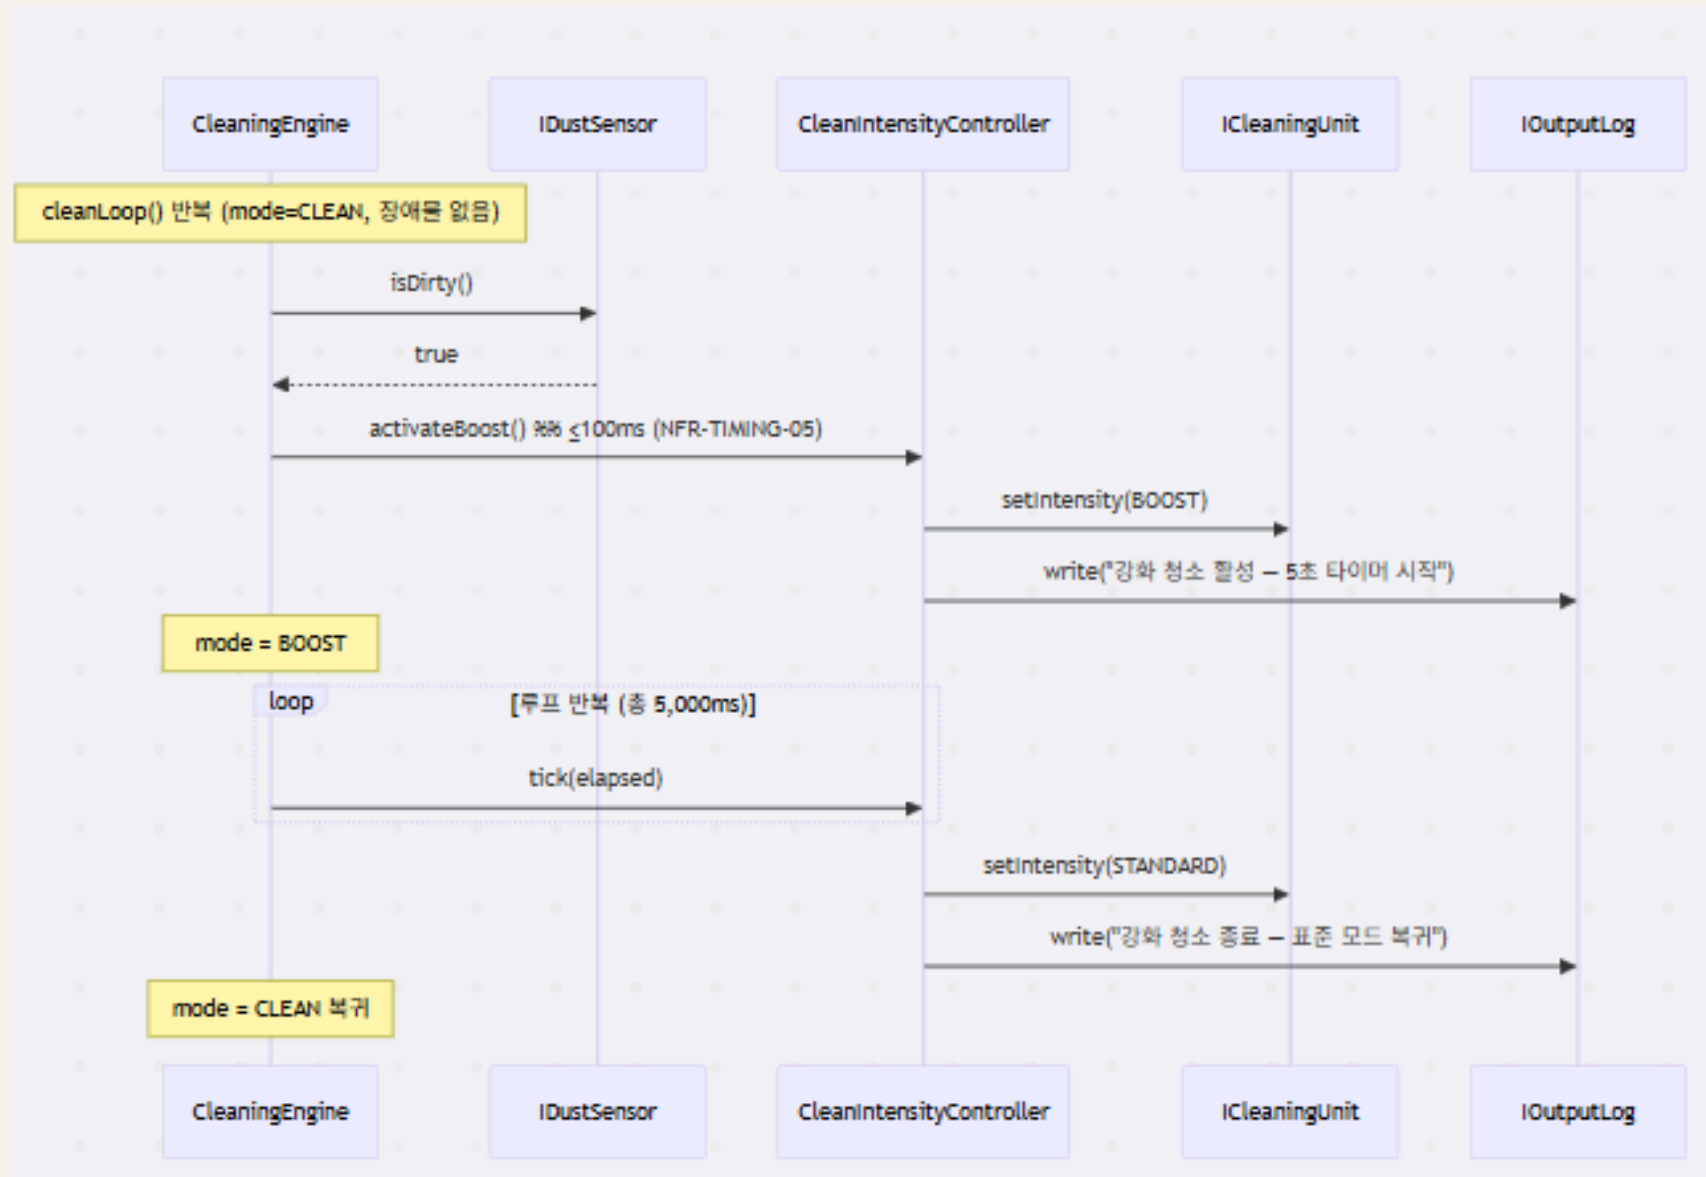 CleaningEngine
IDustSensor
CleanIntensityController
ICleaningUnit
IOutputLog
cleanLoop() 반복 (mode=CLEAN, 장애물 없음)
isDirty()
true
activateBoost() %% ≤100ms (NFR-TIMING-05)
setIntensity(BOOST)
write("강화 청소 활성 – 5초 타이머 시작")
mode = BOOST
loop
[루프 반복 (총 5,000ms)]
tick(elapsed)
setIntensity(STANDARD)
write("강화 청소 종료 – 표준 모드 복귀")
mode = CLEAN 복귀
CleaningEngine
IDustSensor
CleanIntensityController
ICleaningUnit
IOutputLog